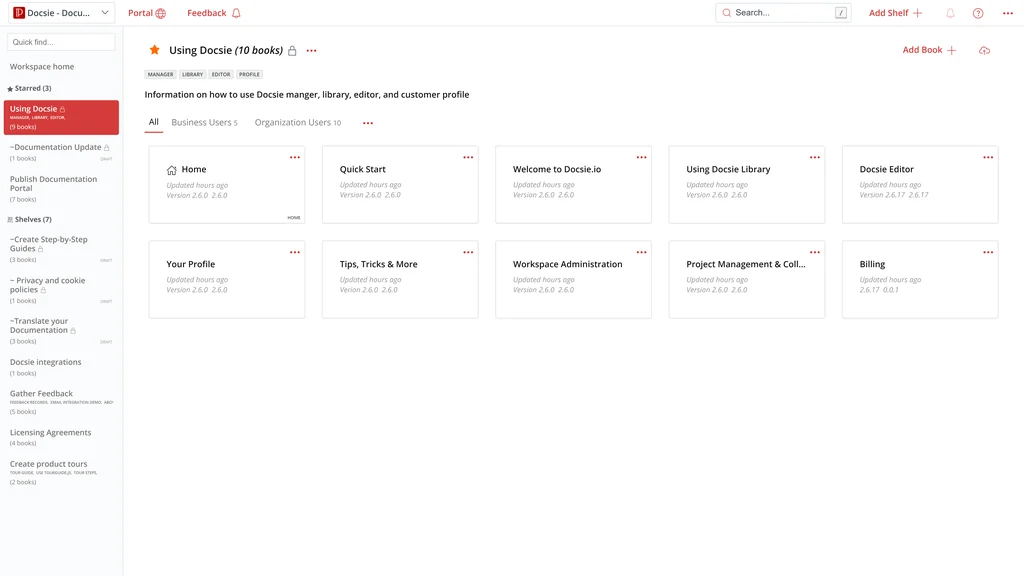 Docsie - Docu...
Portal
Feedback
Search...
/
Add Shelf
Quick find...
Workspace home
Starred (3)
Using Docsie
MANAGER, LIBRARY, EDITOR,
(9 books)
~Documentation Update
(1 books)
DRAFT
Publish Documentation
Portal
(7 books)
Shelves (7)
~Create Step-by-Step
Guides
(3 books)
DRAFT
~ Privacy and cookie
policies
(1 books)
DRAFT
~Translate your
Documentation
(3 books)
DRAFT
Docsie integrations
(1 books)
Gather Feedback
FEEDBACK RECORDS, EMAIL INTEGRATION DEMO, ABO
(5 books)
Licensing Agreements
(4 books)
Create product tours
TOUR GUIDE, USE TOURGUIDE.JS, TOUR STEPS,
(2 books)
Using Docsie (10 books)
Add Book
MANAGER LIBRARY EDITOR PROFILE
Information on how to use Docsie manger, library, editor, and customer profile
All
Business Users 5
Organization Users 10
Home
Updated hours ago
Version 2.6.0 2.6.0
HOME
Quick Start
Updated hours ago
Version 2.6.0 2.6.0
Welcome to Docsie.io
Updated hours ago
Version 2.6.0 2.6.0
Using Docsie Library
Updated hours ago
Version 2.6.0 2.6.0
Docsie Editor
Updated hours ago
Version 2.6.17 2.6.17
Your Profile
Updated hours ago
Version 2.6.0 2.6.0
Tips, Tricks & More
Updated hours ago
Verion 2.6.0 2.6.0
Workspace Administration
Updated hours ago
Version 2.6.0 2.6.0
Project Management & Coll...
Updated hours ago
Version 2.6.0 2.6.0
Billing
Updated hours ago
2.6.17 0.0.1